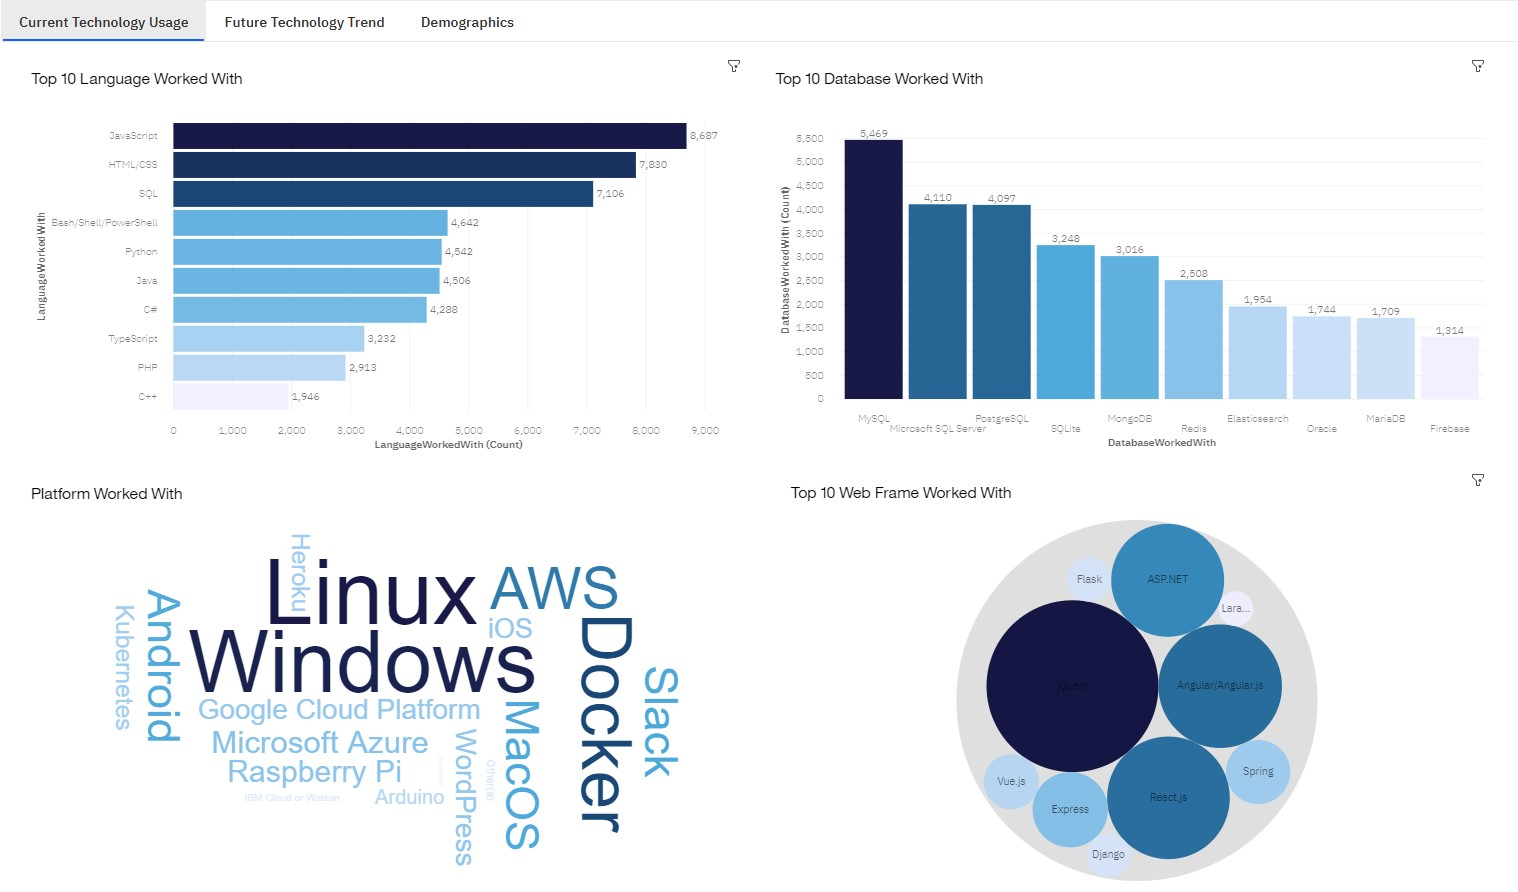 Current Technology Usage
Future Technology Trend
Demographics
Top 10 Language Worked With
LanguageWorkedWith
JavaScript
8,687
HTML/CSS
7,830
SQL
7,106
Bash/Shell/PowerShell
4,642
Python
4,542
Java
4,506
C#
4,288
TypeScript
3,232
PHP
2,913
C++
1,946
0 1,000 2,000 3,000 4,000 5,000 6,000 7,000 8,000 9,000
LanguageWorkedWith (Count)
Top 10 Database Worked With
DatabaseWorkedWith (Count)
5,500
5,000
4,500
4,000
3,500
3,000
2,500
2,000
1,500
1,000
500
0
5,469
4,110
4,097
3,248
3,016
2,508
1,954
1,744
1,709
1,314
MySQL
Microsoft SQL Server
PostgreSQL
SQLite
MongoDB
Redis
Elasticsearch
Oracle
MariaDB
Firebase
DatabaseWorkedWith
Platform Worked With
Heroku
Linux
AWS
iOS
Windows
Docker
Android
Kubernetes
Slack
Google Cloud Platform
Microsoft Azure
Raspberry Pi
MacOS
WordPress
Arduino
IBM Cloud or Watson
Other(s):
Top 10 Web Frame Worked With
Flask
ASP.NET
Lara...
jQuery
Angular/Angular.js
Vue.js
Express
React.js
Spring
Django